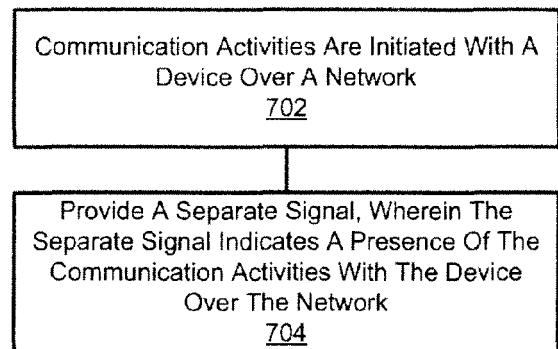 Communication Activities Are Initiated With A
Device Over A Network
702
Provide A Separate Signal, Wherein The
Separate Signal Indicates A Presence Of The
Communication Activities With The Device
Over The Network
704